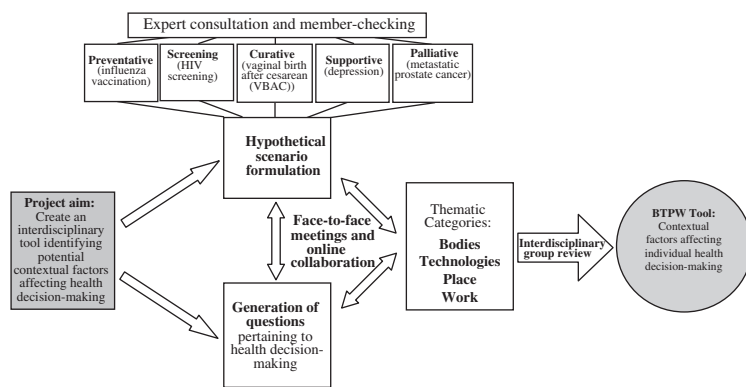 Expert consultation and member-checking
Preventative
(influenza
vaccination)
Screening
(HIV
screening)
Curative
(vaginal birth
after cesarean
(VBAC))
Supportive
(depression)
Palliative
(metastatic
prostate cancer)
Hypothetical
scenario
formulation
Project aim:
Create an
interdisciplinary
tool identifying
potential
contextual factors
affecting health
decision-making
Face-to-face
meetings and
online
collaboration
Generation of
questions
pertaining to
health decision-
making
Thematic
Categories:
Bodies
Technologies
Place
Work
Interdisciplinary
group review
BTPW Tool:
Contextual
factors affecting
individual health
decision-making